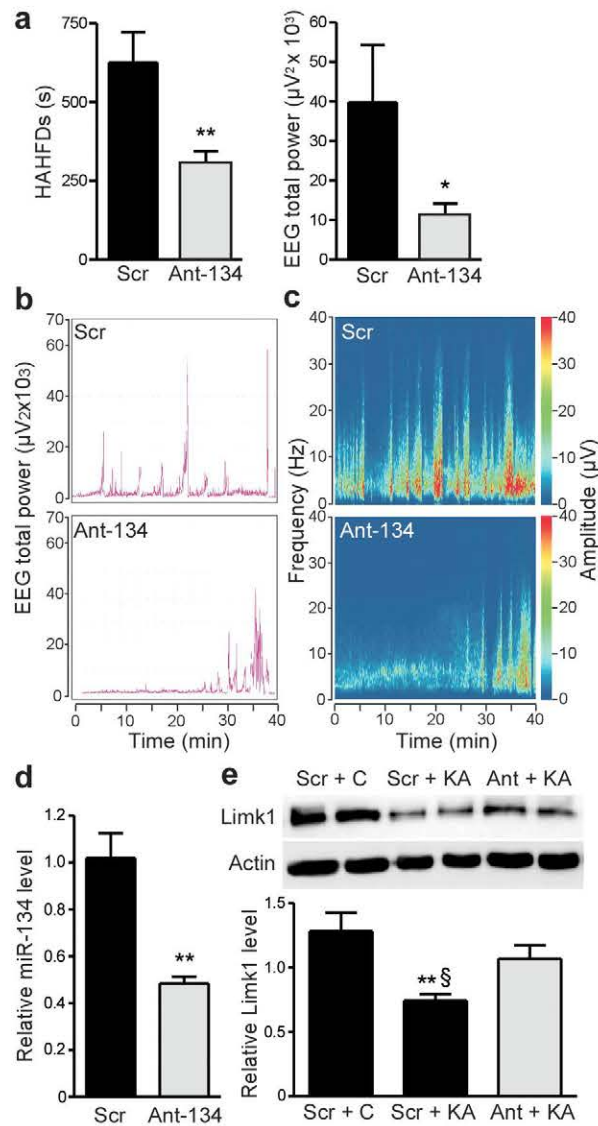 a
HAHFDs (s)
750
500
250
0
**
Scr
Ant-134
EEG total power (µV² x 10³)
60
50
40
30
20
10
0
*
Scr
Ant-134
b
EEG total power (µV2x103)
Scr
70
60
40
20
0
Ant-134
70
60
40
20
0
0
10
20
30
40
Time (min)
c
Frequency (Hz)
Scr
40
30
20
10
0
Ant-134
40
30
20
10
0
0
10
20
30
40
Time (min)
Amplitude (µV)
40
30
20
10
0
40
30
20
10
0
d
Relative miR-134 level
1.2
1.0
0.8
0.6
0.4
0.2
0
**
Scr
Ant-134
e
Scr + C Scr + KA Ant + KA
Limk1
Actin
Relative Limk1 level
1.5
1.0
0.5
0
** §
Scr + C
Scr + KA
Ant + KA